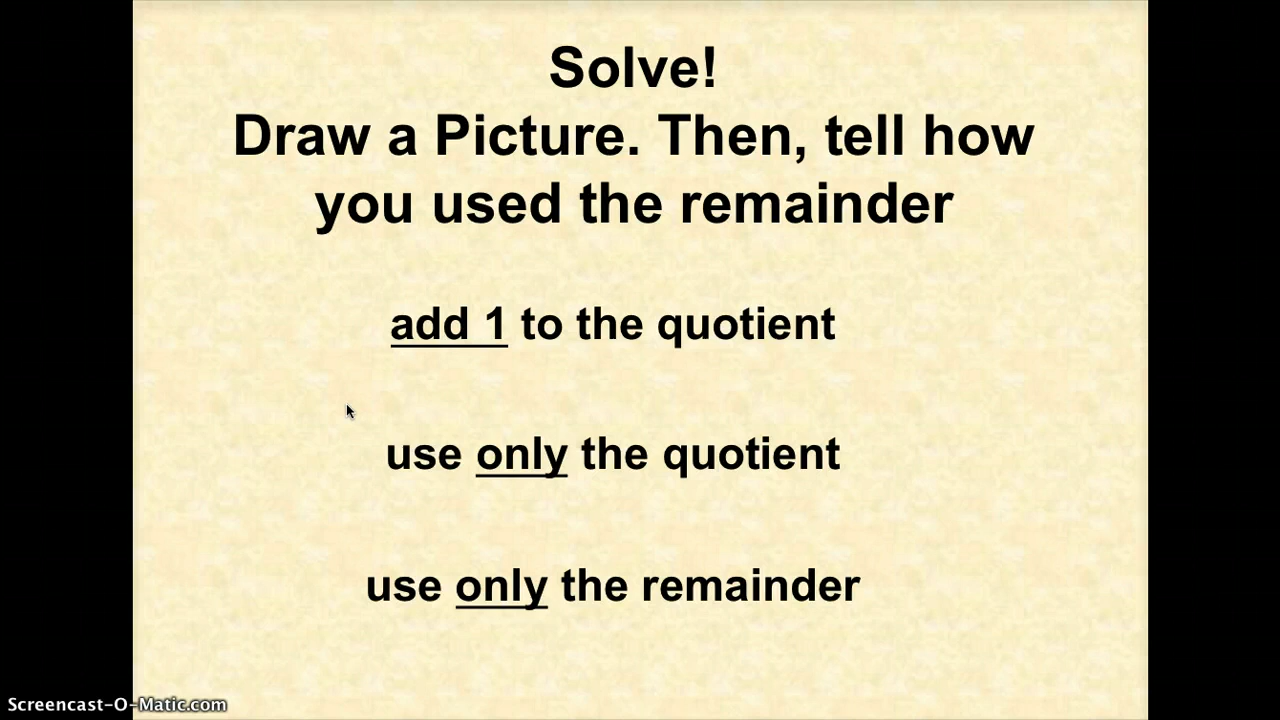 Solve!
Draw a Picture. Then, tell how
you used the remainder
add 1 to the quotient
use only the quotient
use only the remainder
Screencast-O-Matic.com